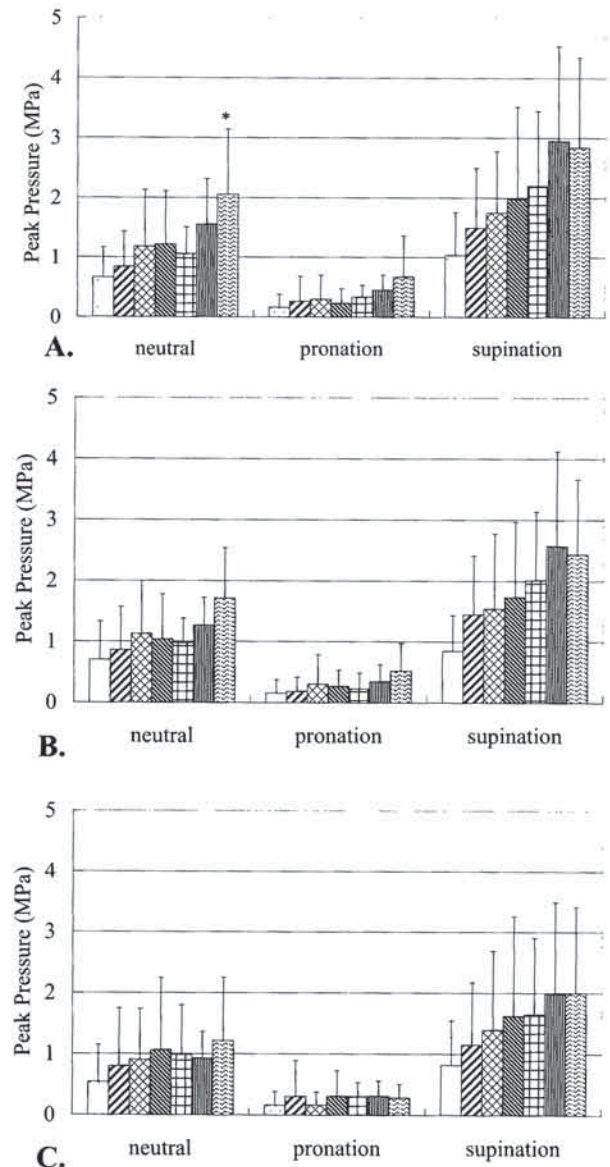 5
4
3
2
1
0
Peak Pressure (MPa)
*
A.
neutral pronation supination
5
4
3
2
1
0
Peak Pressure (MPa)
B.
neutral pronation supination
5
4
3
2
1
0
Peak Pressure (MPa)
C.
neutral pronation supination